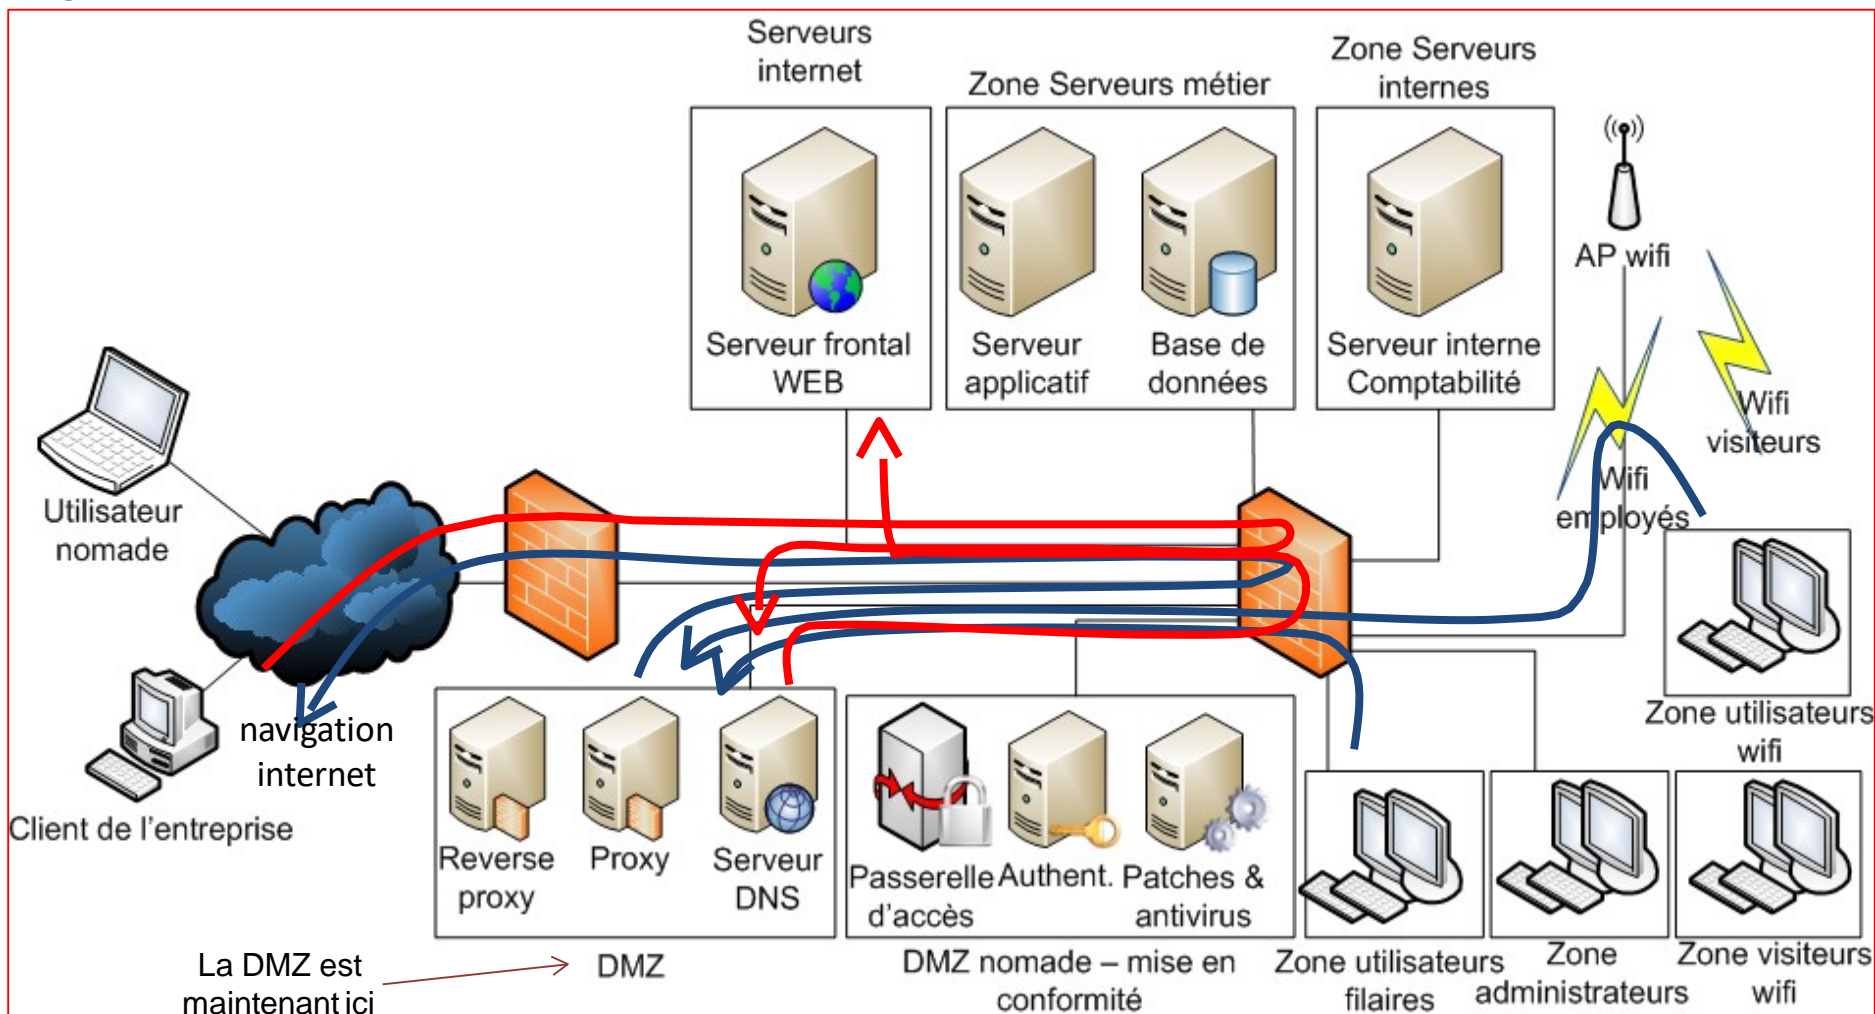 Serveurs
internet
Zone Serveurs métier
Zone Serveurs
internes
Serveur frontal
WEB
Serveur
applicatif
Base de
données
Serveur interne
Comptabilité
AP wifi
Wifi
visiteurs
Wifi
employés
Utilisateur
nomade
navigation
internet
Client de l'entreprise
Reverse
proxy
Proxy
Serveur
DNS
Passerelle
d'accès
Authent.
Patches &
antivirus
Zone utilisateurs
wifi
La DMZ est
maintenant ici
DMZ
DMZ nomade – mise en
conformité
Zone utilisateurs
filaires
Zone
administrateurs
Zone visiteurs
wifi